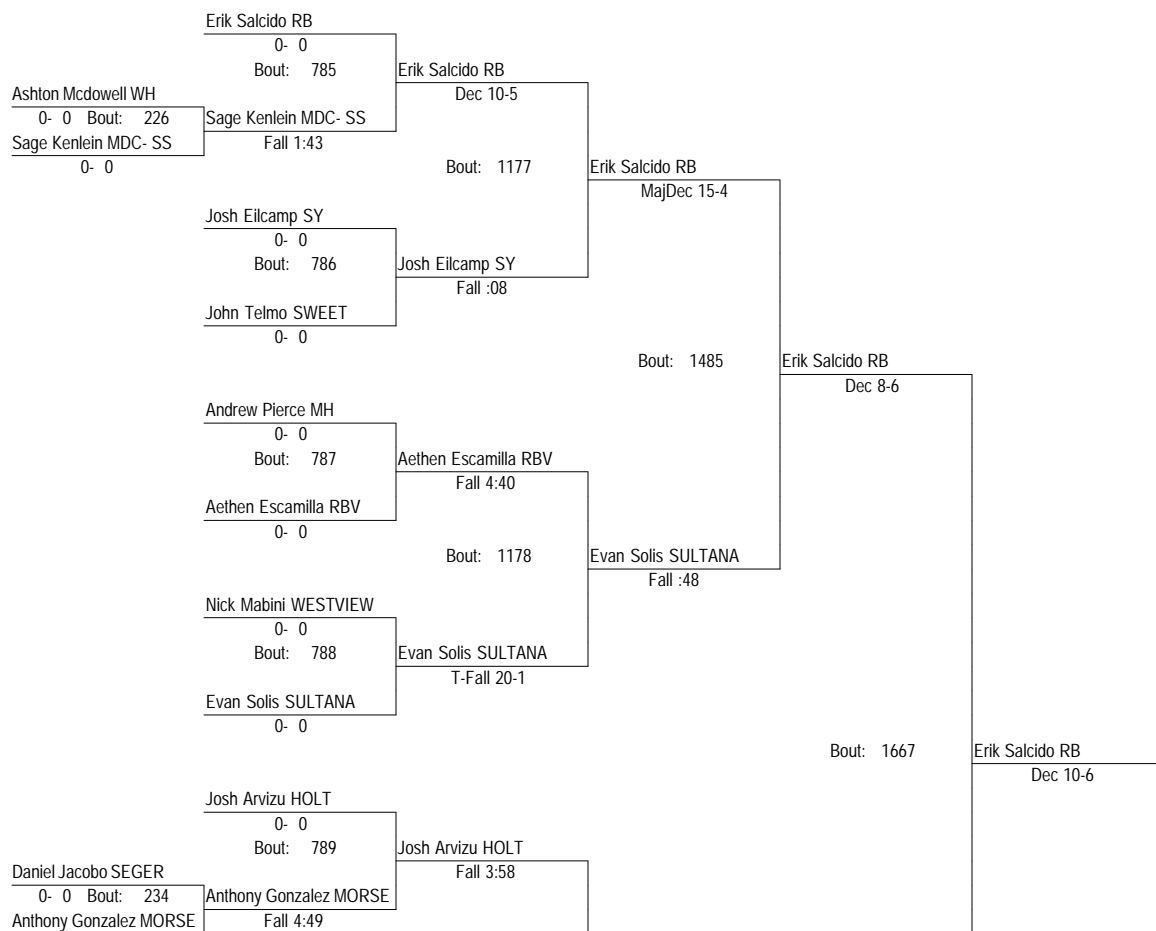 Erik Salcido RB
0- 0
Bout: 785
Erik Salcido RB
Dec 10-5
Ashton Mcdowell WH
0- 0 Bout: 226
Sage Kenlein MDC- SS
Fall 1:43
Sage Kenlein MDC- SS
0- 0
Bout: 1177
Erik Salcido RB
MajDec 15-4
Josh Eilcamp SY
0- 0
Bout: 786
Josh Eilcamp SY
Fall :08
John Telmo SWEET
0- 0
Bout: 1485
Erik Salcido RB
Dec 8-6
Andrew Pierce MH
0- 0
Bout: 787
Aethen Escamilla RBV
Fall 4:40
Aethen Escamilla RBV
0- 0
Bout: 1178
Evan Solis SULTANA
Fall :48
Nick Mabini WESTVIEW
0- 0
Bout: 788
Evan Solis SULTANA
T-Fall 20-1
Evan Solis SULTANA
0- 0
Bout: 1667
Erik Salcido RB
Dec 10-6
Josh Arvizu HOLT
0- 0
Bout: 789
Josh Arvizu HOLT
Fall 3:58
Daniel Jacobo SEGER
0- 0 Bout: 234
Anthony Gonzalez MORSE
Fall 4:49
Anthony Gonzalez MORSE